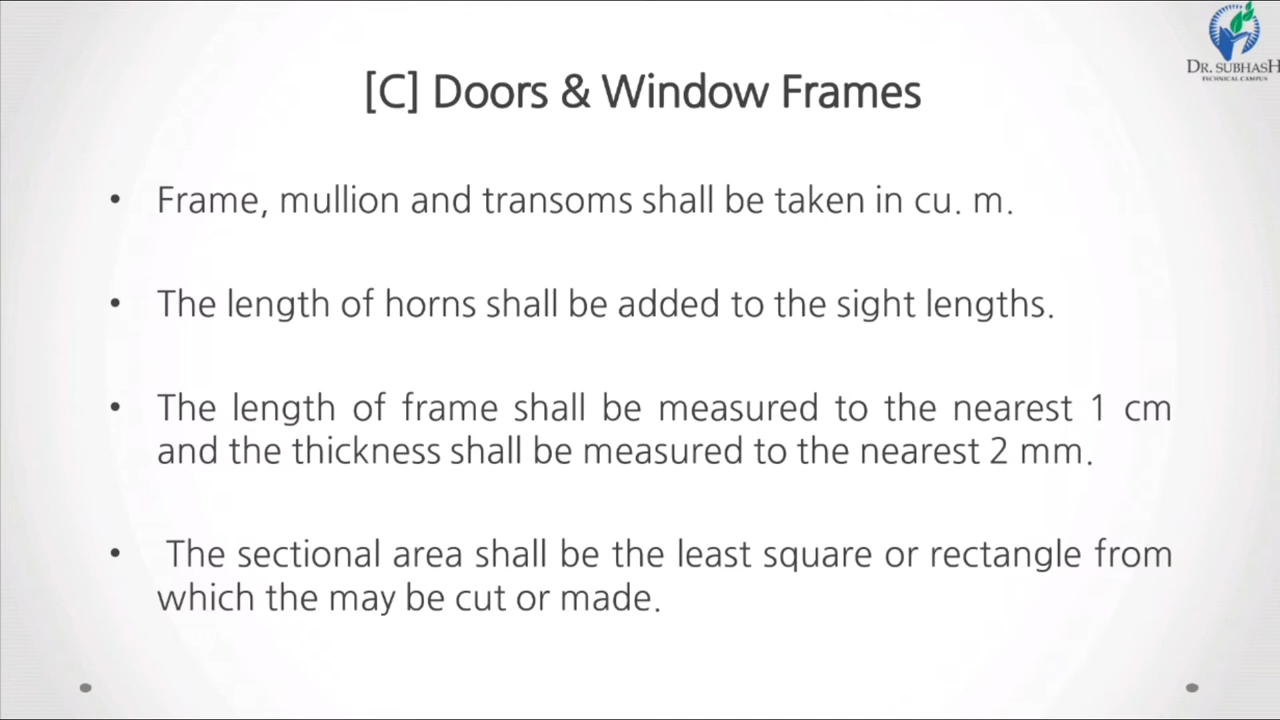 DR. SUBHASH
TECHNICAL CAMPUS
[C] Doors & Window Frames
• Frame, mullion and transoms shall be taken in cu. m.
• The length of horns shall be added to the sight lengths.
• The length of frame shall be measured to the nearest 1 cm
and the thickness shall be measured to the nearest 2 mm.
• The sectional area shall be the least square or rectangle from
which the may be cut or made.